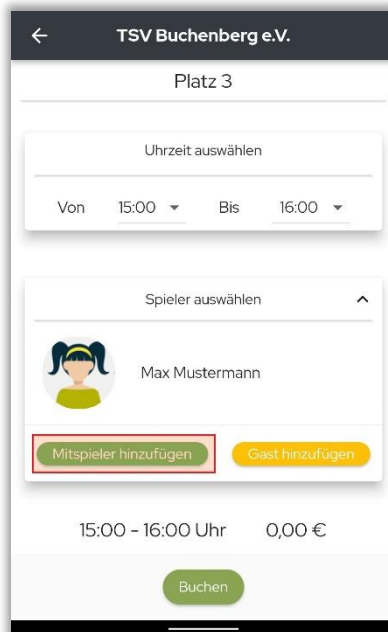 TSV Buchenberg e.V.
Platz 3
Uhrzeit auswählen
Von 15:00 Bis 16:00
Spieler auswählen
Max Mustermann
Mitspieler hinzufügen Gast hinzufügen
15:00 - 16:00 Uhr 0,00 €
Buchen